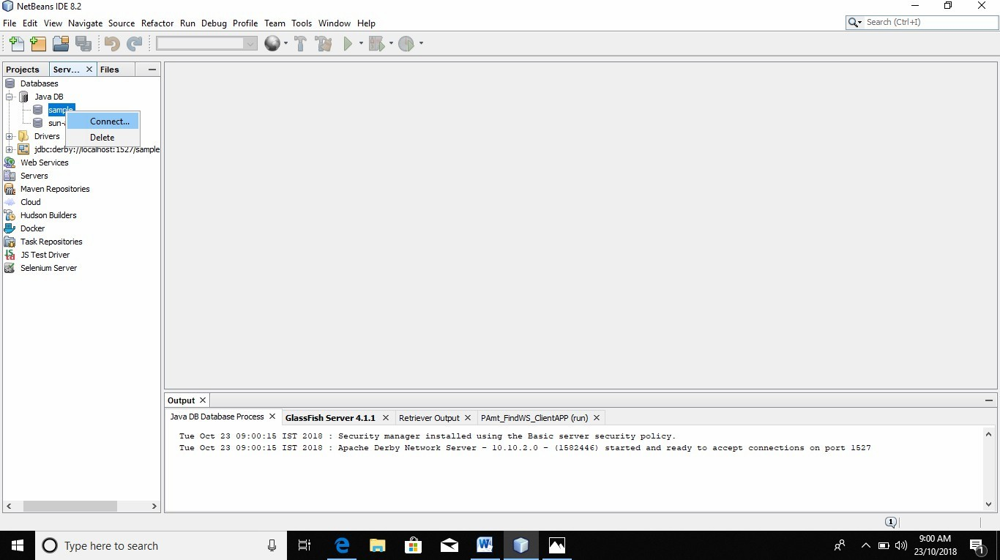 NetBeans IDE 8.2
File Edit View Navigate Source Refactor Run Debug Profile Team Tools Window Help
Search (Ctrl+I)
Projects Serv... Files
Databases
Java DB
sample
Connect...
sun-
Delete
Drivers
jdbc:derby://localhost:1527/sample
Web Services
Servers
Maven Repositories
Cloud
Hudson Builders
Docker
Task Repositories
JS Test Driver
Selenium Server
Output
Java DB Database Process GlassFish Server 4.1.1 Retriever Output PAmt_FindWS_ClientAPP (run)
Tue Oct 23 09:00:15 IST 2018 : Security manager installed using the Basic server security policy.
Tue Oct 23 09:00:15 IST 2018 : Apache Derby Network Server - 10.10.2.0 - (1582446) started and ready to accept connections on port 1527
1
Type here to search
9:00 AM
23/10/2018
1